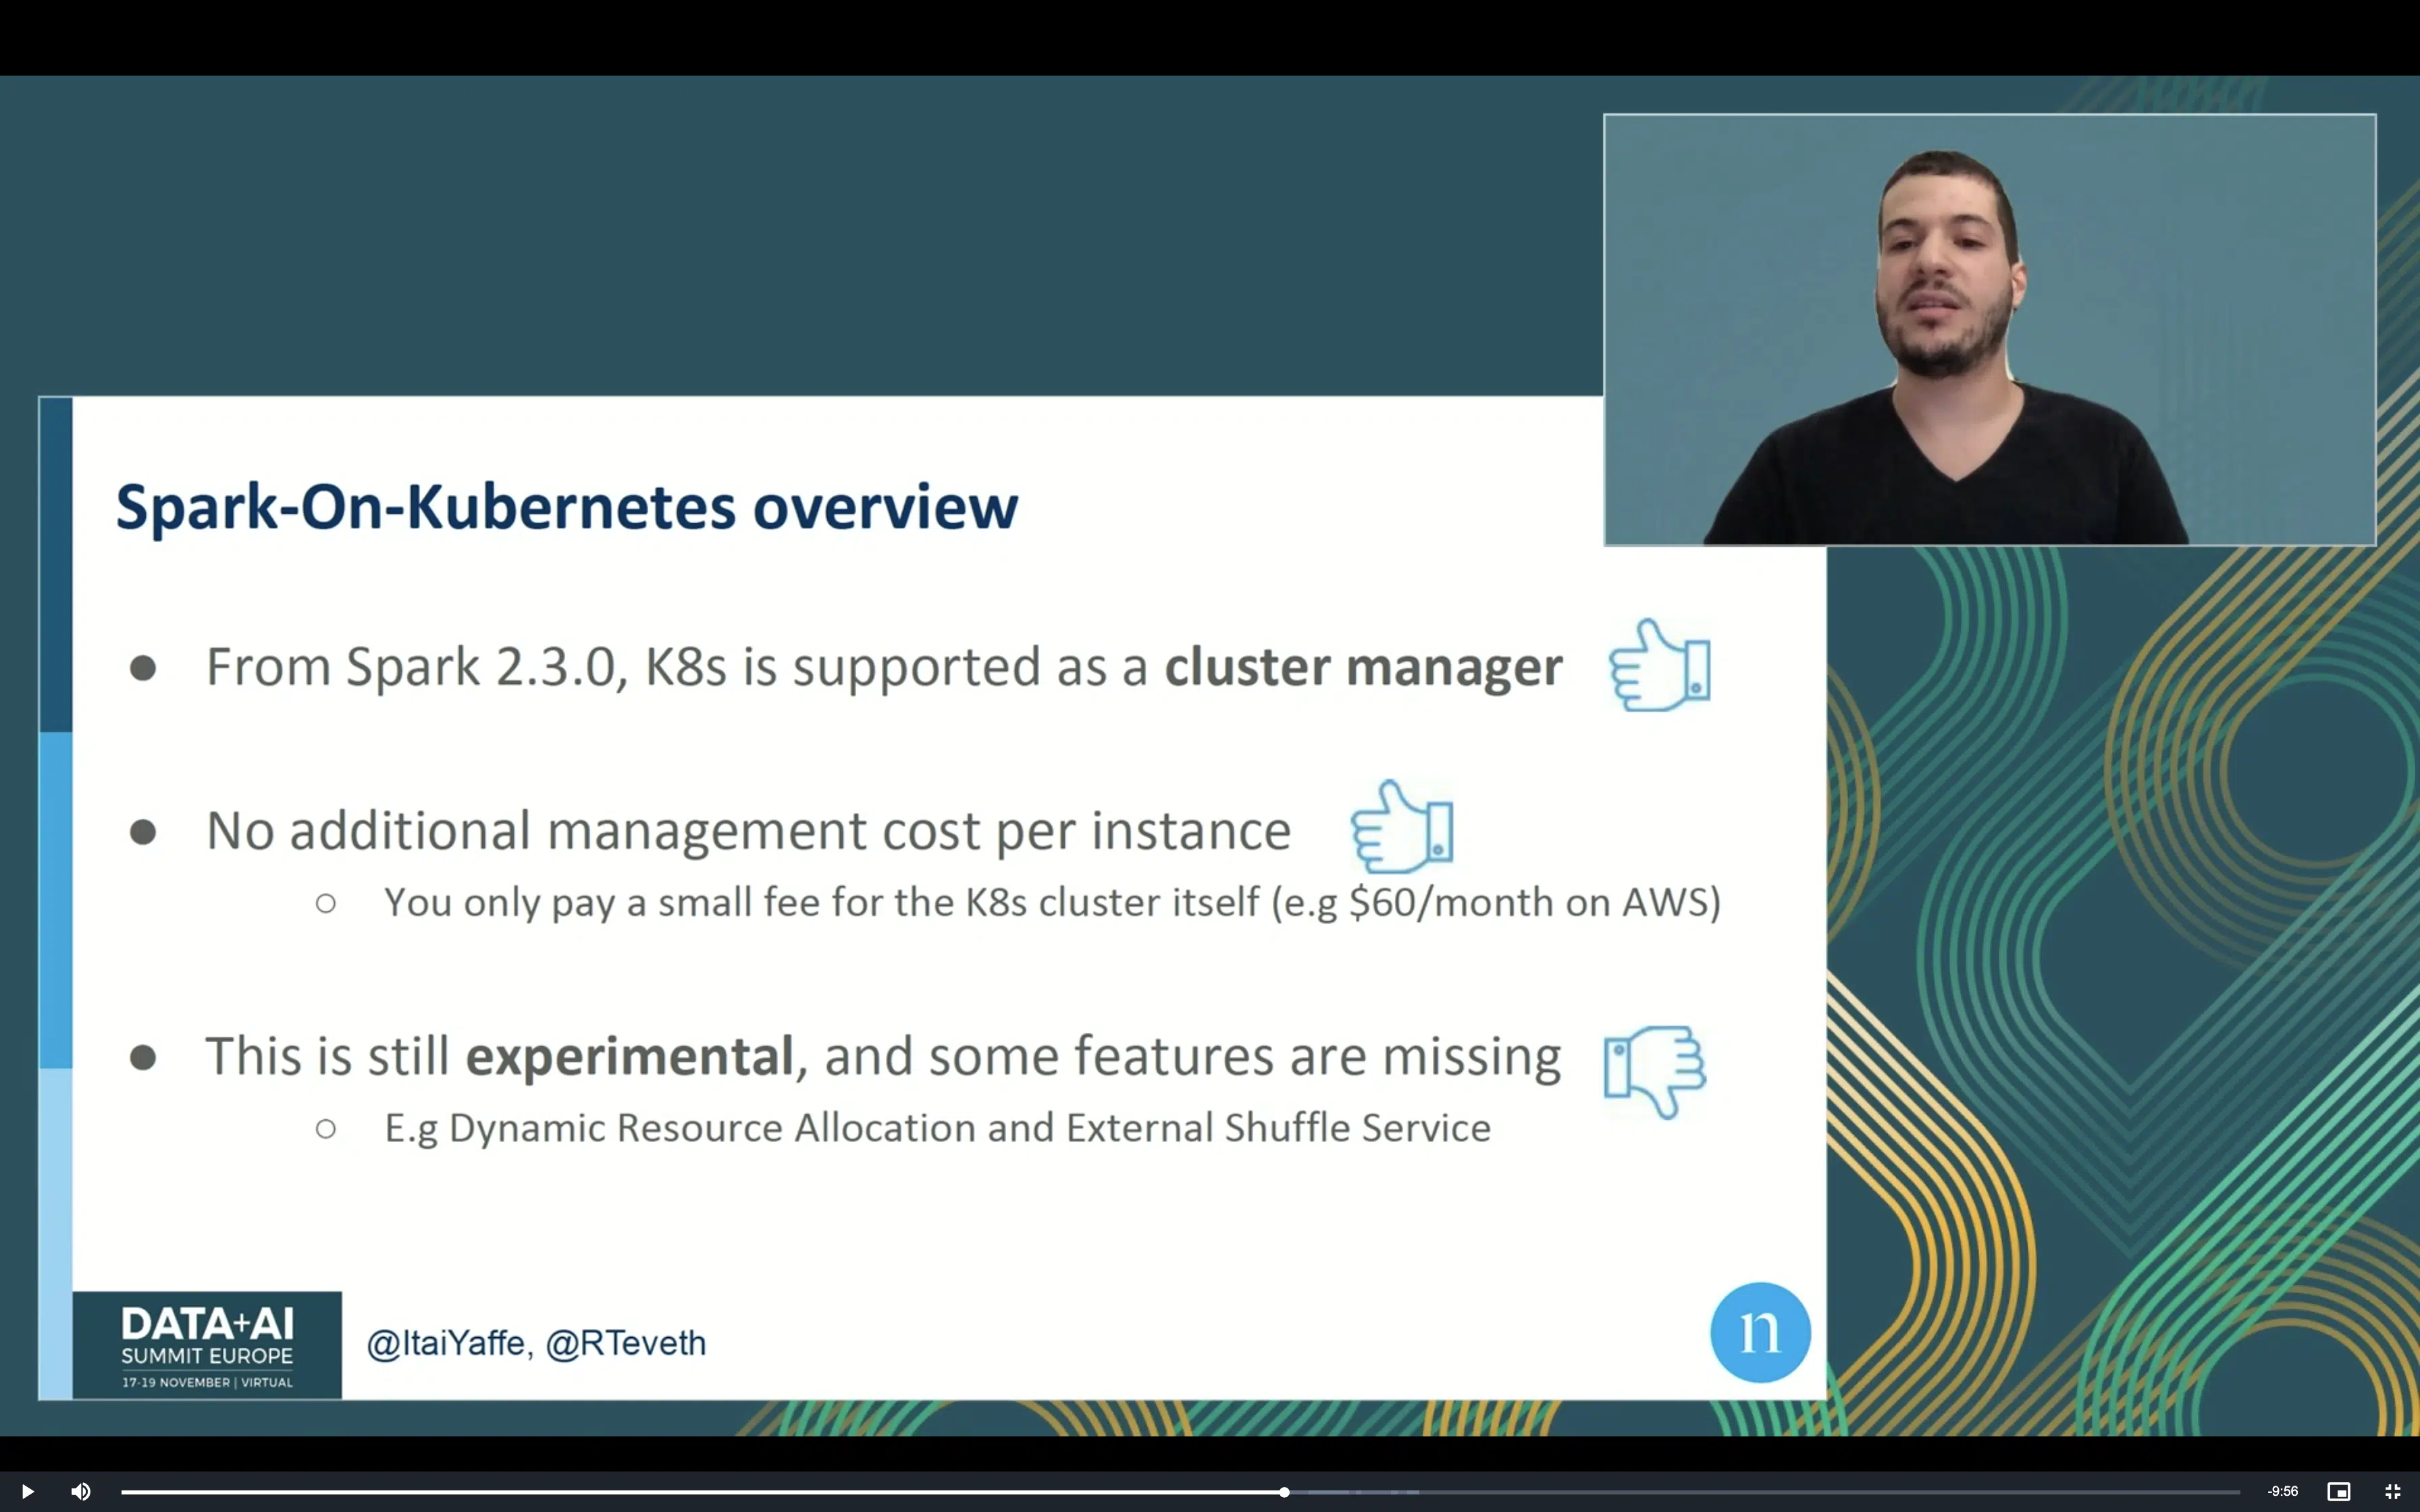 Spark-On-Kubernetes overview
● From Spark 2.3.0, K8s is supported as a cluster manager
● No additional management cost per instance
○ You only pay a small fee for the K8s cluster itself (e.g $60/month on AWS)
● This is still experimental, and some features are missing
○ E.g Dynamic Resource Allocation and External Shuffle Service
DATA+AI
SUMMIT EUROPE
17-19 NOVEMBER | VIRTUAL
@ItaiYaffe, @RTeveth
n
-9:56